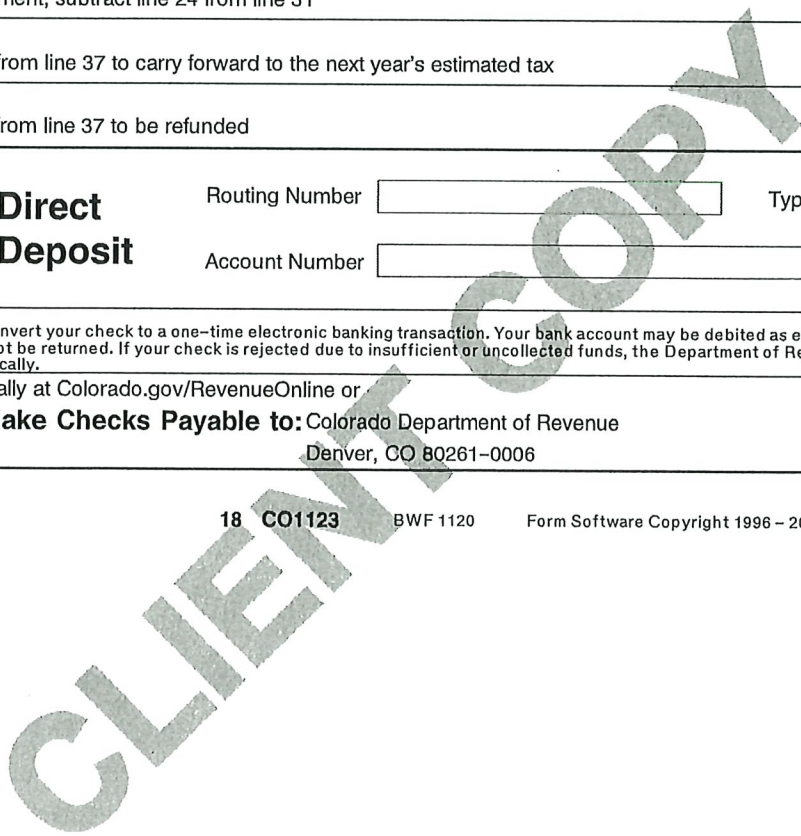 ment, subtract line 24 from line 31
from line 37 to carry forward to the next year's estimated tax
from line 37 to be refunded
Direct Deposit
Routing Number
Typ
Account Number
nvert your check to a one-time electronic banking transaction. Your bank account may be debited as e
ot be returned. If your check is rejected due to insufficient or uncollected funds, the Department of Re
cally.
ally at Colorado.gov/RevenueOnline or
ake Checks Payable to: Colorado Department of Revenue
Denver, CO 80261-0006
18 CO1123 BWF 1120 Form Software Copyright 1996 – 20
CLIENT COPY